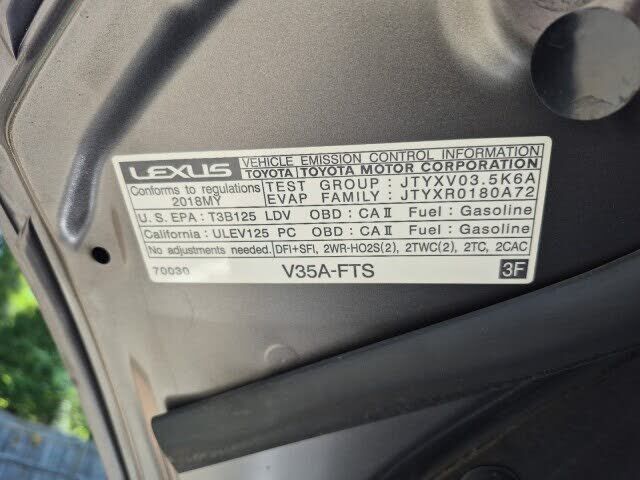 LEXUS VEHICLE EMISSION CONTROL INFORMATION
TOYOTA TOYOTA MOTOR CORPORATION
Conforms to regulations
2018MY
TEST GROUP : JTYXV03.5K6A
EVAP FAMILY : JTYXR0180A72
U.S. EPA : T3B125 LDV OBD : CA II Fuel : Gasoline
California : ULEV125 PC OBD : CA II Fuel : Gasoline
No adjustments needed. DFI+SFI, 2WR-HO2S(2), 2TWC(2), 2TC, 2CAC
70030 V35A-FTS 3F